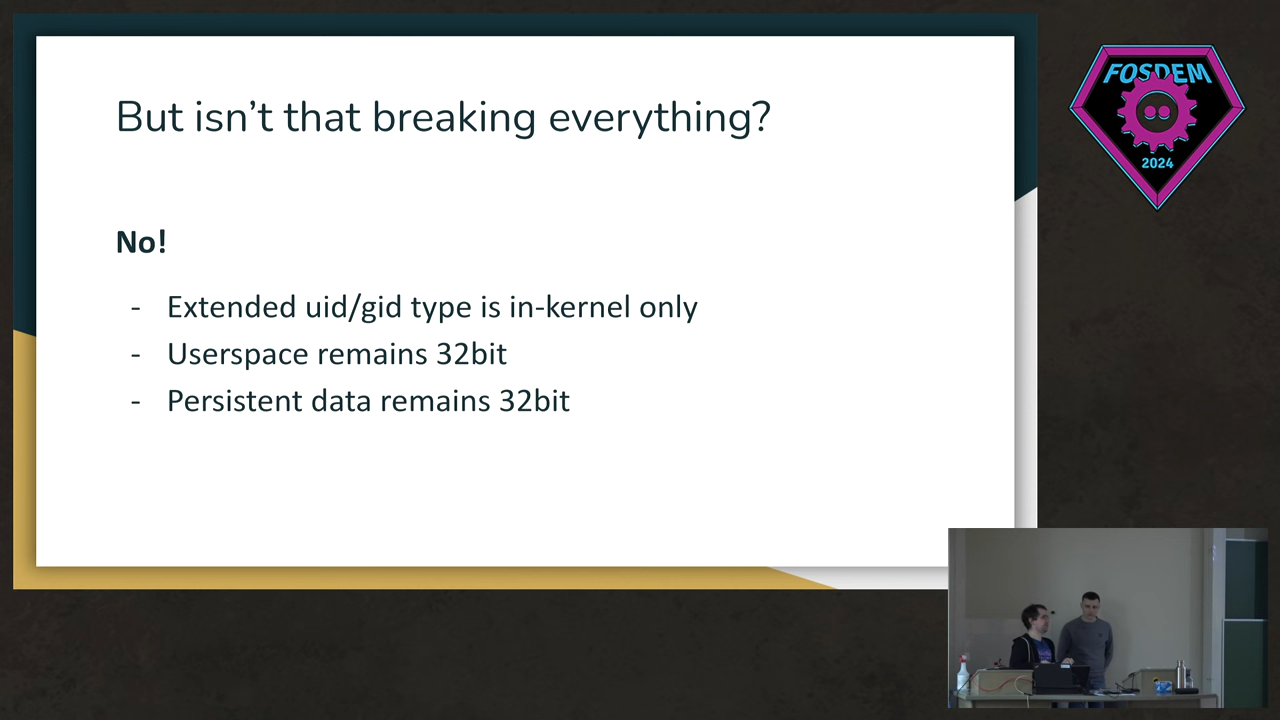 But isn't that breaking everything?
No!
- Extended uid/gid type is in-kernel only
- Userspace remains 32bit
- Persistent data remains 32bit
FOSDEM
2024